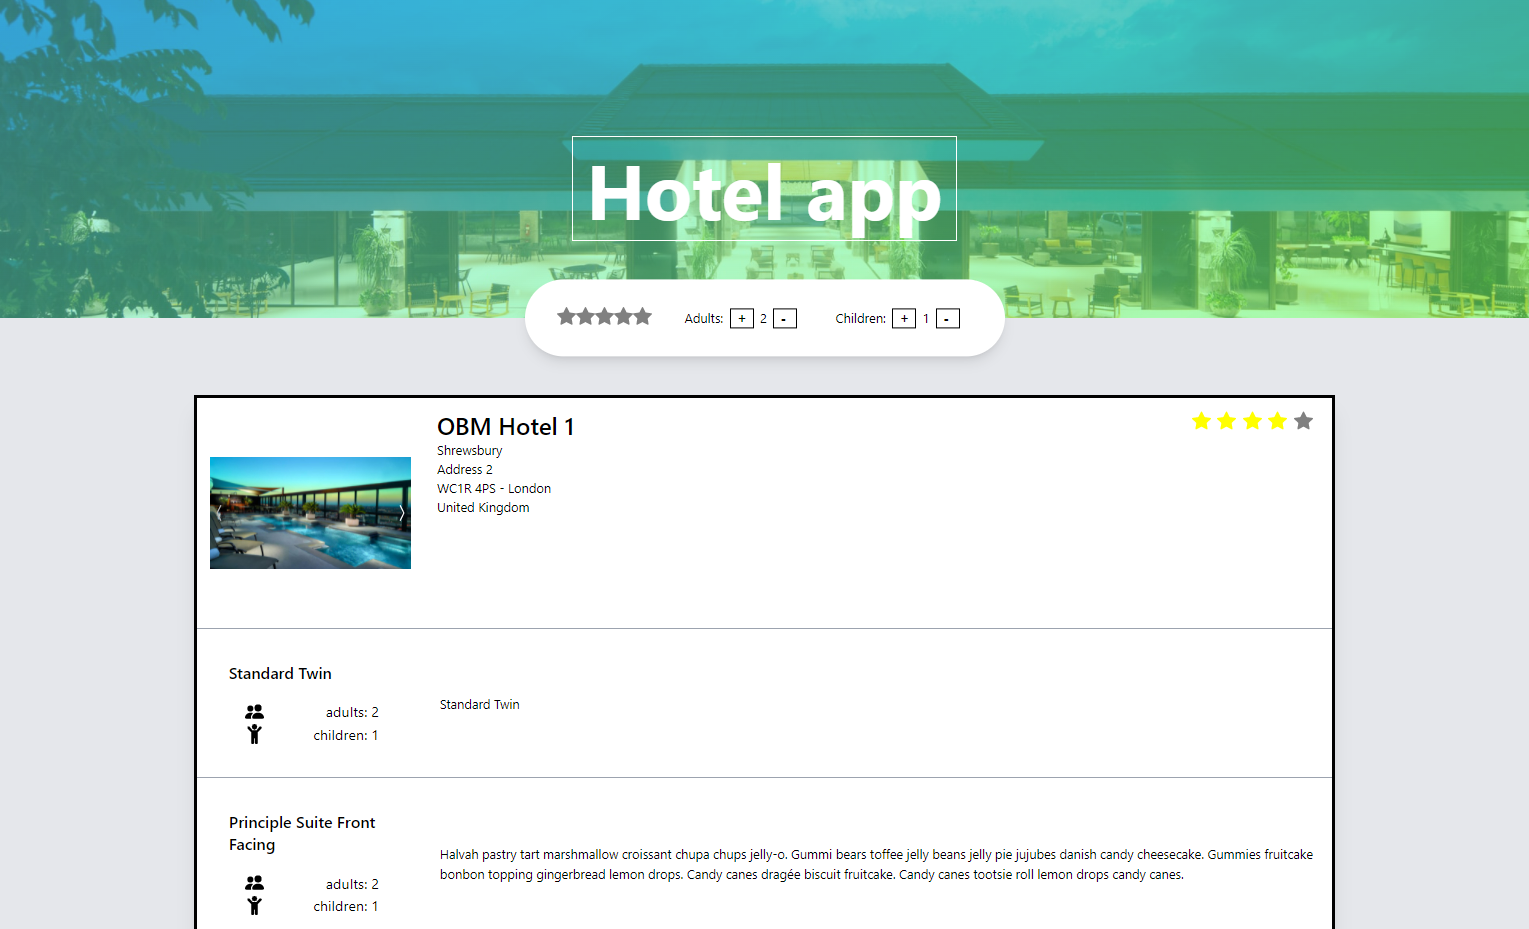 Hotel app
Adults: + 2 - Children: + 1 -
OBM Hotel 1
Shrewsbury
Address 2
WC1R 4PS - London
United Kingdom
Standard Twin
adults: 2
children: 1
Standard Twin
Principle Suite Front
Facing
adults: 2
children: 1
Halvah pastry tart marshmallow croissant chupa chups jelly-o. Gummi bears toffee jelly beans jelly pie jujubes danish candy cheesecake. Gummies fruitcake
bonbon topping gingerbread lemon drops. Candy canes dragée biscuit fruitcake. Candy canes tootsie roll lemon drops candy canes.